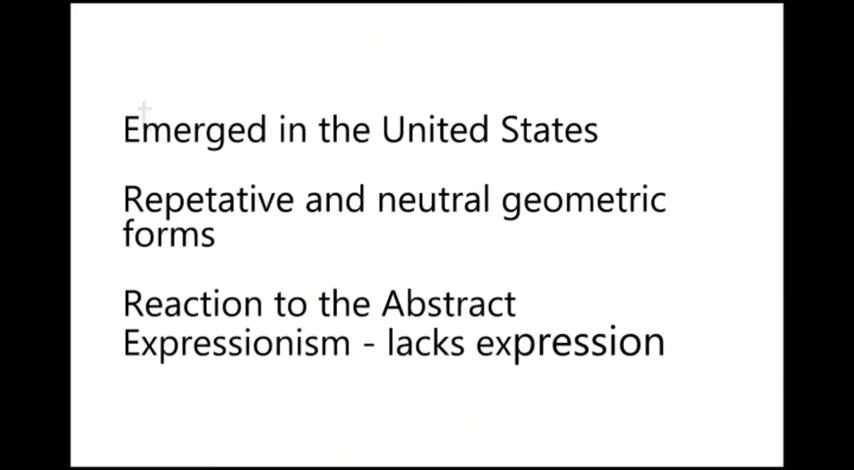 Emerged in the United States
Repetative and neutral geometric
forms
Reaction to the Abstract
Expressionism - lacks expression